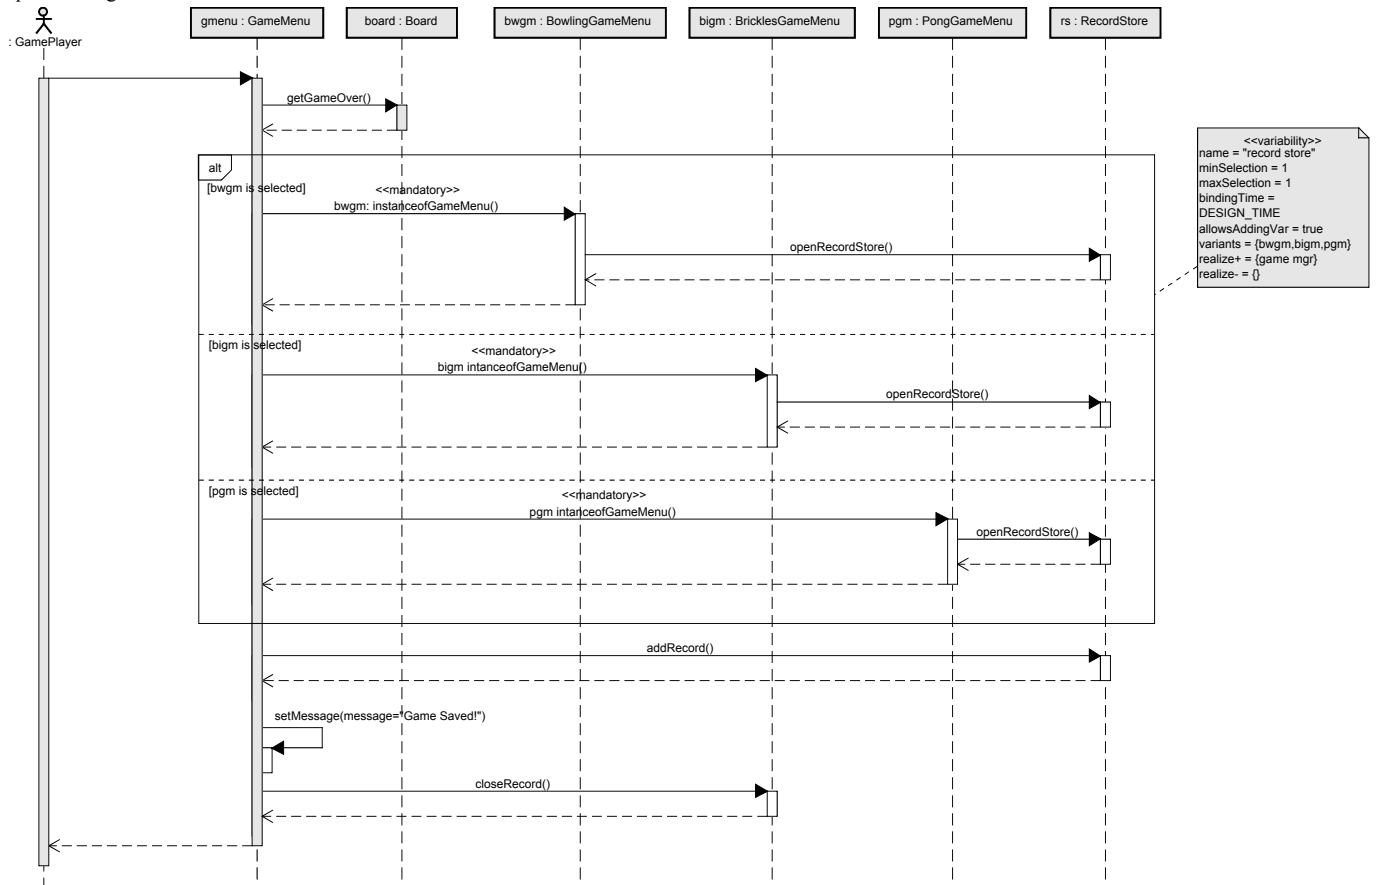 gmenu : GameMenu
board : Board
bwgm : BowlingGameMenu
bigm : BricklesGameMenu
pgm : PongGameMenu
rs : RecordStore
: GamePlayer
getGameOver()
alt
[bwgm is selected]
<<mandatory>>
bwgm: instanceofGameMenu()
openRecordStore()
<<variability>>
name = "record store"
minSelection = 1
maxSelection = 1
bindingTime =
DESIGN_TIME
allowsAddingVar = true
variants = {bwgm,bigm,pgm}
realize+ = {game mgr}
realize- = {}
[bigm is selected]
<<mandatory>>
bigm intanceofGameMenu()
openRecordStore()
[pgm is selected]
<<mandatory>>
pgm intanceofGameMenu()
openRecordStore()
addRecord()
setMessage(message="Game Saved!")
closeRecord()